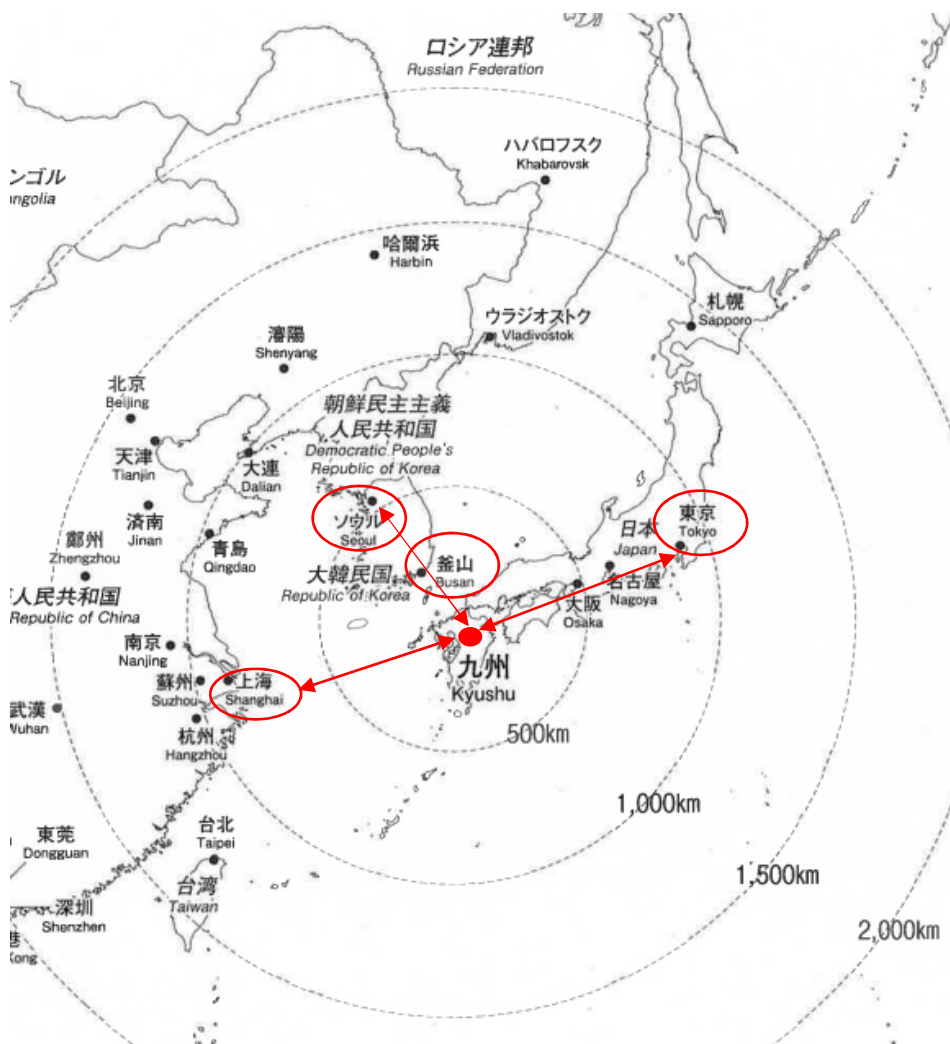 ロシア連邦
Russian Federation
ハバロフスク
Khabarovsk
ンゴル
ngolia
哈爾浜
Harbin
札幌
Sapporo
ウラジオストク
Vladivostok
瀋陽
Shenyang
北京
Beijing
朝鮮民主主義
人民共和国
Democratic People's
Republic of Korea
天津
Tianjin
大連
Dalian
ソウル
Seoul
東京
Tokyo
済南
Jinan
日本
Japan
鄭州
Zhengzhou
青島
Qingdao
釜山
Busan
大韓民国
Republic of Korea
名古屋
Nagoya
人民共和国
Republic of China
大阪
Osaka
南京
Nanjing
九州
Kyushu
蘇州
Suzhou
上海
Shanghai
武漢
Wuhan
杭州
Hangzhou
500km
1,000km
台北
Taipei
東莞
Dongguan
1,500km
台湾
Taiwan
深圳
Shenzhen
2,000km
港
Kong